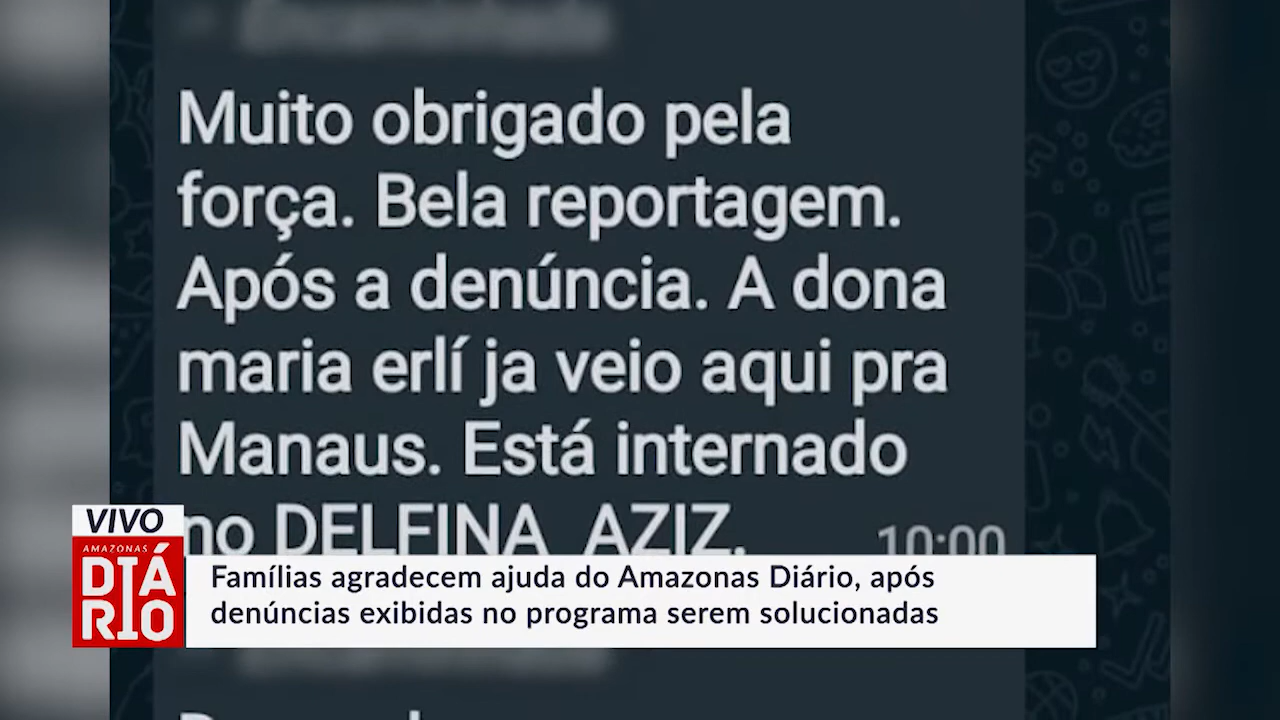 Muito obrigado pela
força. Bela reportagem.
Após a denúncia. A dona
maria erlí ja veio aqui pra
Manaus. Está internado
no DELFINA AZIZ.
10:00
VIVO
AMAZONAS
DIÁ
RIO
Famílias agradecem ajuda do Amazonas Diário, após
denúncias exibidas no programa serem solucionadas